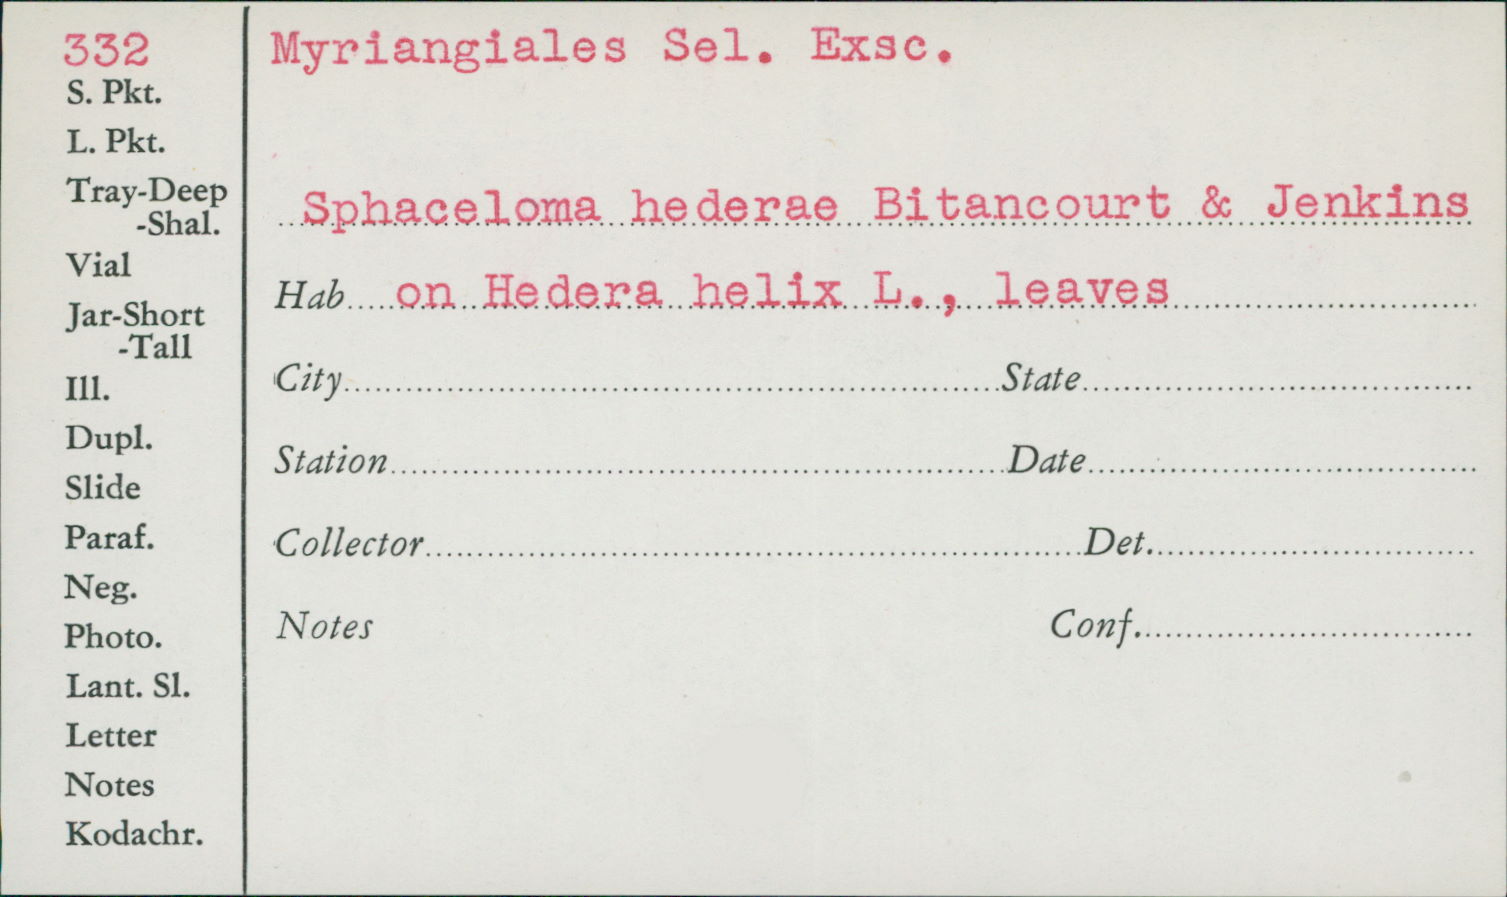 332
S. Pkt.
L. Pkt.
Tray-Deep
-Shal.
Vial
Jar-Short
-Tall
Ill.
Dupl.
Slide
Paraf.
Neg.
Photo.
Lant. Sl.
Letter
Notes
Kodachr.
Myriangiales Sel. Exsc.
Sphaceloma hederae Bitancourt & Jenkins
Hab. on Hedera helix L., leaves
City State
Station Date
Collector Det.
Notes Conf.